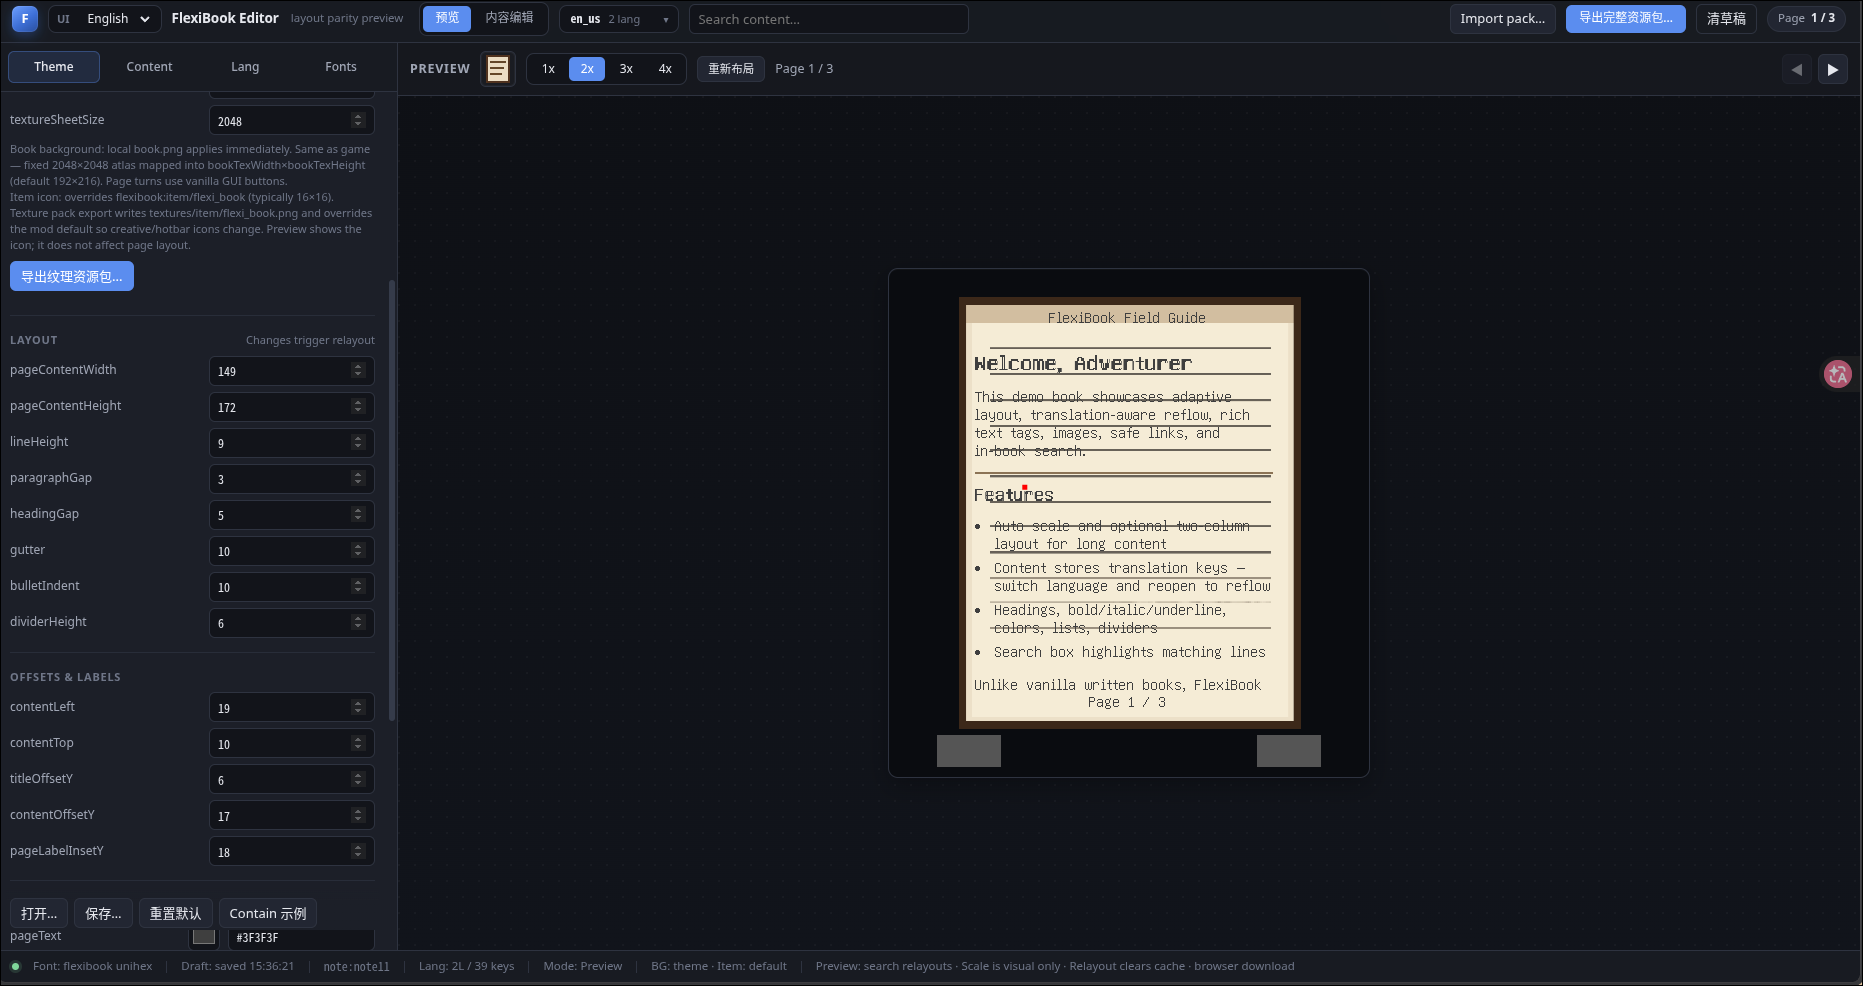 F UI English FlexiBook Editor layout parity preview 预览 内容编辑 en_us 2 lang Search content... Import pack... 导出完整资源包... 清草稿 Page 1 / 3
Theme Content Lang Fonts
PREVIEW 1x 2x 3x 4x 重新布局 Page 1 / 3
textureSheetSize 2048
Book background: local book.png applies immediately. Same as game
— fixed 2048×2048 atlas mapped into bookTexWidth×bookTexHeight
(default 192×216). Page turns use vanilla GUI buttons.
Item icon: overrides flexibook:item/flexi_book (typically 16×16).
Texture pack export writes textures/item/flexi_book.png and overrides
the mod default so creative/hotbar icons change. Preview shows the
icon; it does not affect page layout.
导出纹理资源包...
LAYOUT Changes trigger relayout
pageContentWidth 149
pageContentHeight 172
lineHeight 9
paragraphGap 3
headingGap 5
gutter 10
bulletIndent 10
dividerHeight 6
OFFSETS & LABELS
contentLeft 19
contentTop 10
titleOffsetY 6
contentOffsetY 17
pageLabelInsetY 18
打开... 保存... 重置默认 Contain 示例
pageText #3F3F3F
FlexiBook Field Guide
Welcome, Adventurer
This demo book showcases adaptive
layout, translation-aware reflow, rich
text tags, images, safe links, and
in-book search.
Features
• Auto scale and optional two-column
layout for long content
• Content stores translation keys —
switch language and reopen to reflow
• Headings, bold/italic/underline,
colors, lists, dividers
• Search box highlights matching lines
Unlike vanilla written books, FlexiBook
Page 1 / 3
Font: flexibook unihex Draft: saved 15:36:21 note:note11 Lang: 2L / 39 keys Mode: Preview BG: theme · Item: default Preview: search relayouts · Scale is visual only · Relayout clears cache · browser download